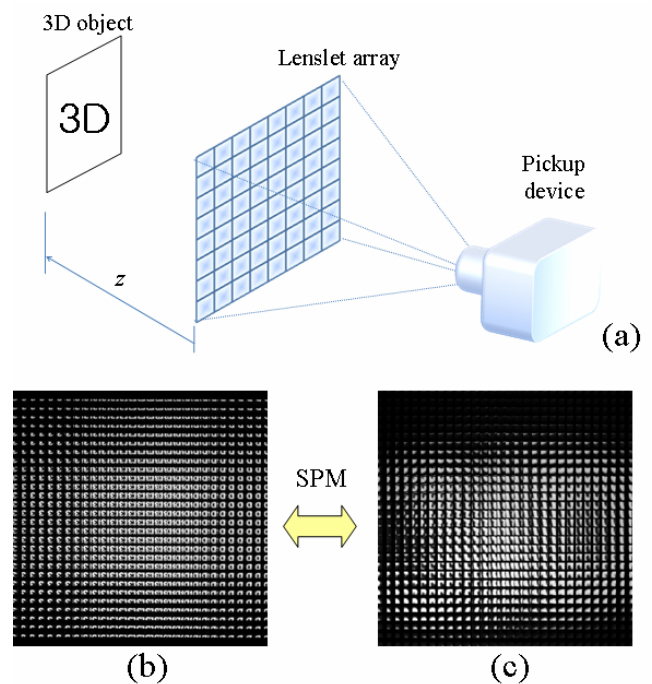 3D object
Lenslet array
3D
Pickup
device
z
(a)
SPM
(b)
(c)